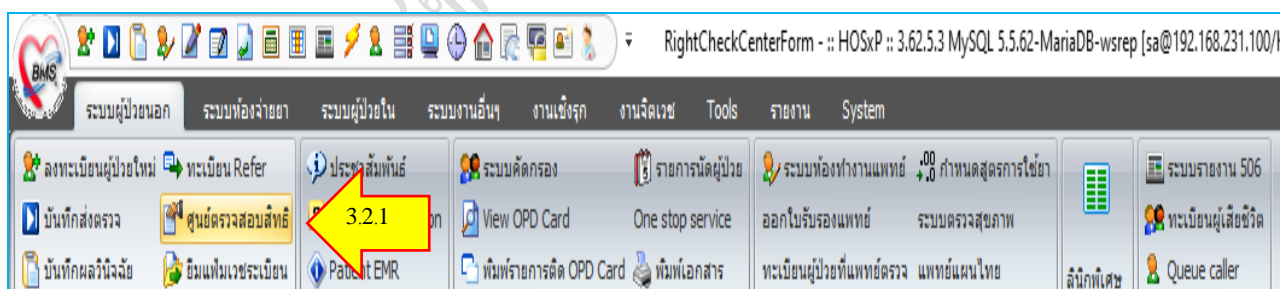 RightCheckCenterForm - :: HOSxP :: 3.62.5.3 MySQL 5.5.62-MariaDB-wsrep [sa@192.168.231.100/
BMS
ระบบผู้ป่วยนอก ระบบห้องจ่ายยา ระบบผู้ป่วยใน ระบบงานอื่นๆ งานเชิงรุก งานจิตเวช Tools รายงาน System
ลงทะเบียนผู้ป่วยใหม่ ทะเบียน Refer ประชาสัมพันธ์ ระบบคัดกรอง รายการนัดผู้ป่วย ระบบห้องทำงานแพทย์ กำหนดสูตรการใช้ยา ระบบรายงาน 506
บันทึกส่งตรวจ ศูนย์ตรวจสอบสิทธิ 3.2.1 on View OPD Card One stop service ออกใบรับรองแพทย์ ระบบตรวจสุขภาพ ทะเบียนผู้เสียชีวิต
บันทึกผลวินิจฉัย ยืมแฟ้มเวชระเบียน Patient EMR พิมพ์รายการติด OPD Card พิมพ์เอกสาร ทะเบียนผู้ป่วยที่แพทย์ตรวจ แพทย์แผนไทย คลินิกพิเศษ Queue caller